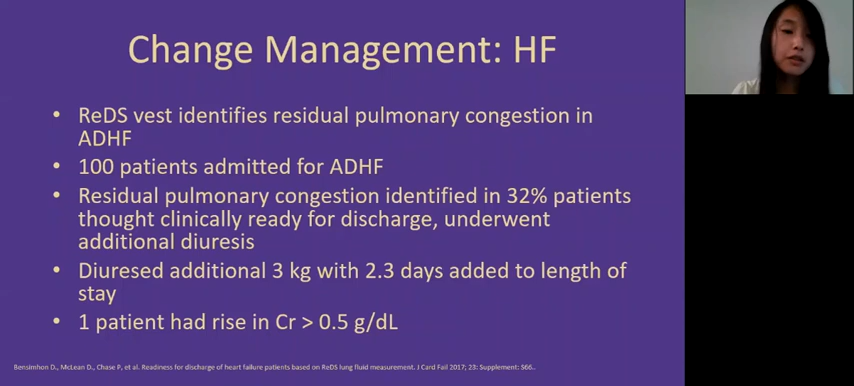 Change Management: HF
• ReDS vest identifies residual pulmonary congestion in
ADHF
• 100 patients admitted for ADHF
• Residual pulmonary congestion identified in 32% patients
thought clinically ready for discharge, underwent
additional diuresis
• Diuresed additional 3 kg with 2.3 days added to length of
stay
• 1 patient had rise in Cr > 0.5 g/dL
Bensimhon D., McLean D., Chase P, et al. Readiness for discharge of heart failure patients based on ReDS lung fluid measurement. J Card Fail 2017; 23: Supplement: S66..